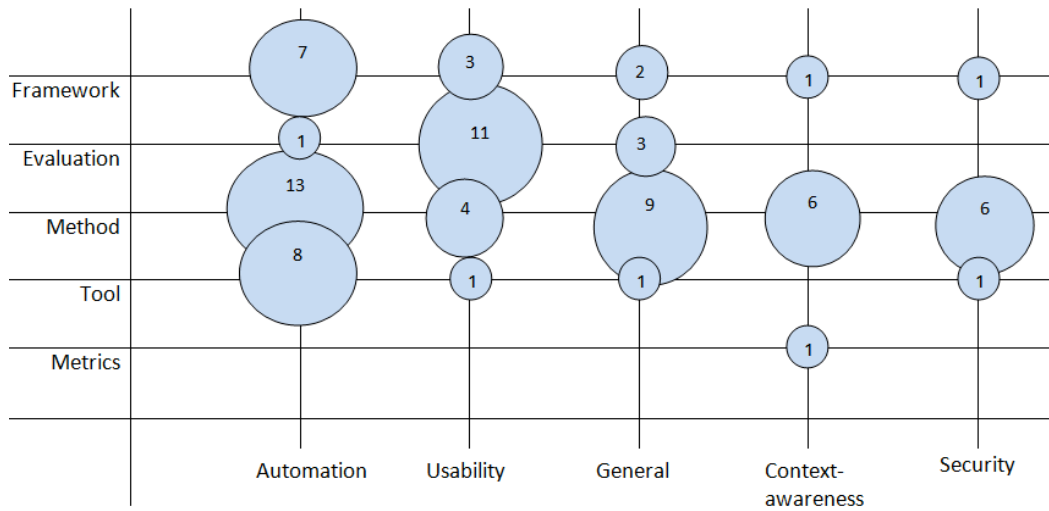 7 3 2 1 1
Framework
1 11 3
Evaluation
13 4 9 6 6
Method
8 1 1 1
Tool
1
Metrics
Automation Usability General Context-awareness Security